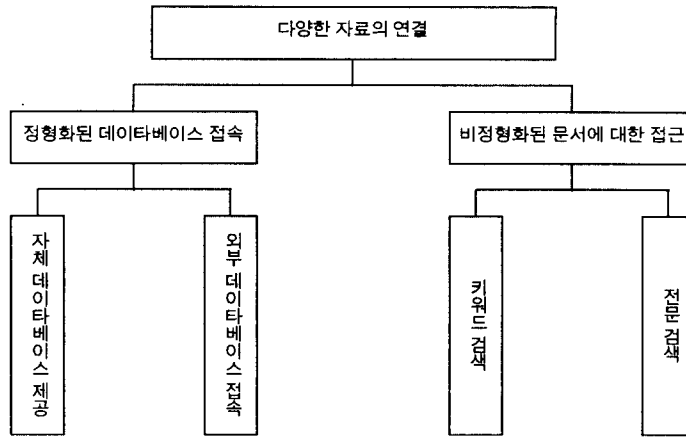 다양한 자료의 연결
정형화된 데이타베이스 접속
비정형화된 문서에 대한 접근
자체 데이타베이스 제공
외부 데이타베이스 접속
키워드 검색
전문 검색